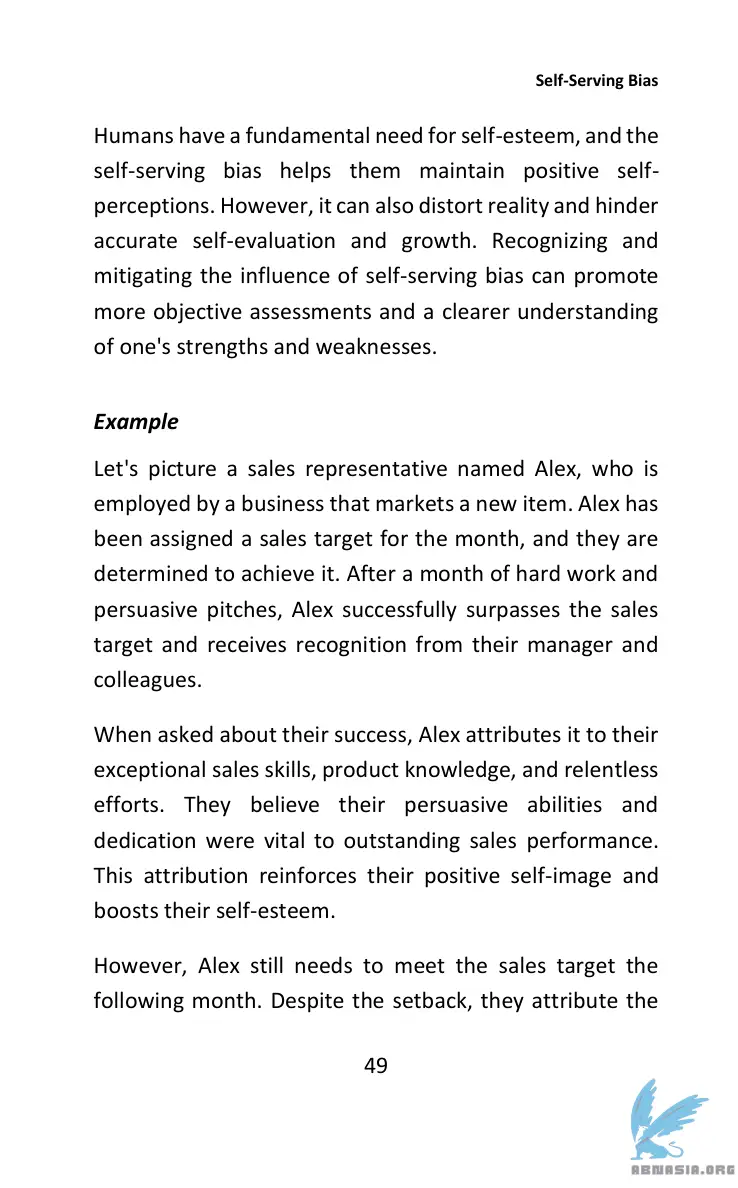 Self-Serving Bias
Humans have a fundamental need for self-esteem, and the
self-serving bias helps them maintain positive self-
perceptions. However, it can also distort reality and hinder
accurate self-evaluation and growth. Recognizing and
mitigating the influence of self-serving bias can promote
more objective assessments and a clearer understanding
of one's strengths and weaknesses.
Example
Let's picture a sales representative named Alex, who is
employed by a business that markets a new item. Alex has
been assigned a sales target for the month, and they are
determined to achieve it. After a month of hard work and
persuasive pitches, Alex successfully surpasses the sales
target and receives recognition from their manager and
colleagues.
When asked about their success, Alex attributes it to their
exceptional sales skills, product knowledge, and relentless
efforts. They believe their persuasive abilities and
dedication were vital to outstanding sales performance.
This attribution reinforces their positive self-image and
boosts their self-esteem.
However, Alex still needs to meet the sales target the
following month. Despite the setback, they attribute the
49
ABNASIA.ORG